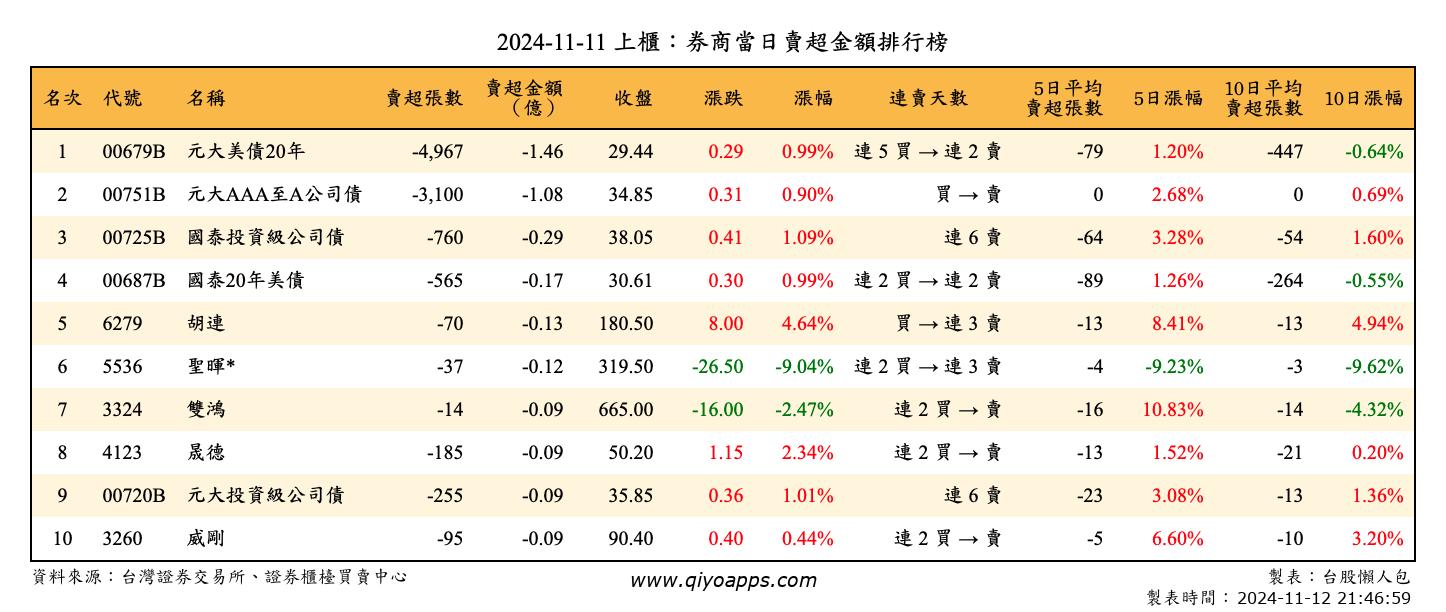 2024-11-11 上櫃：券商當日賣超金額排行榜
名次 代號 名稱 賣超張數 賣超金額（億） 收盤 漲跌 漲幅 連賣天數 5日平均賣超張數 5日漲幅 10日平均賣超張數 10日漲幅
1 00679B 元大美債20年 -4,967 -1.46 29.44 0.29 0.99% 連 5 買 → 連 2 賣 -79 1.20% -447 -0.64%
2 00751B 元大AAA至A公司債 -3,100 -1.08 34.85 0.31 0.90% 買 → 賣 0 2.68% 0 0.69%
3 00725B 國泰投資級公司債 -760 -0.29 38.05 0.41 1.09% 連 6 賣 -64 3.28% -54 1.60%
4 00687B 國泰20年美債 -565 -0.17 30.61 0.30 0.99% 連 2 買 → 連 2 賣 -89 1.26% -264 -0.55%
5 6279 胡連 -70 -0.13 180.50 8.00 4.64% 買 → 連 3 賣 -13 8.41% -13 4.94%
6 5536 聖暉* -37 -0.12 319.50 -26.50 -9.04% 連 2 買 → 連 3 賣 -4 -9.23% -3 -9.62%
7 3324 雙鴻 -14 -0.09 665.00 -16.00 -2.47% 連 2 買 → 賣 -16 10.83% -14 -4.32%
8 4123 晟德 -185 -0.09 50.20 1.15 2.34% 連 2 買 → 賣 -13 1.52% -21 0.20%
9 00720B 元大投資級公司債 -255 -0.09 35.85 0.36 1.01% 連 6 賣 -23 3.08% -13 1.36%
10 3260 威剛 -95 -0.09 90.40 0.40 0.44% 連 2 買 → 賣 -5 6.60% -10 3.20%
資料來源：台灣證券交易所、證券櫃檯買賣中心 www.qiyoapps.com 製表：台股懶人包
製表時間：2024-11-12 21:46:59